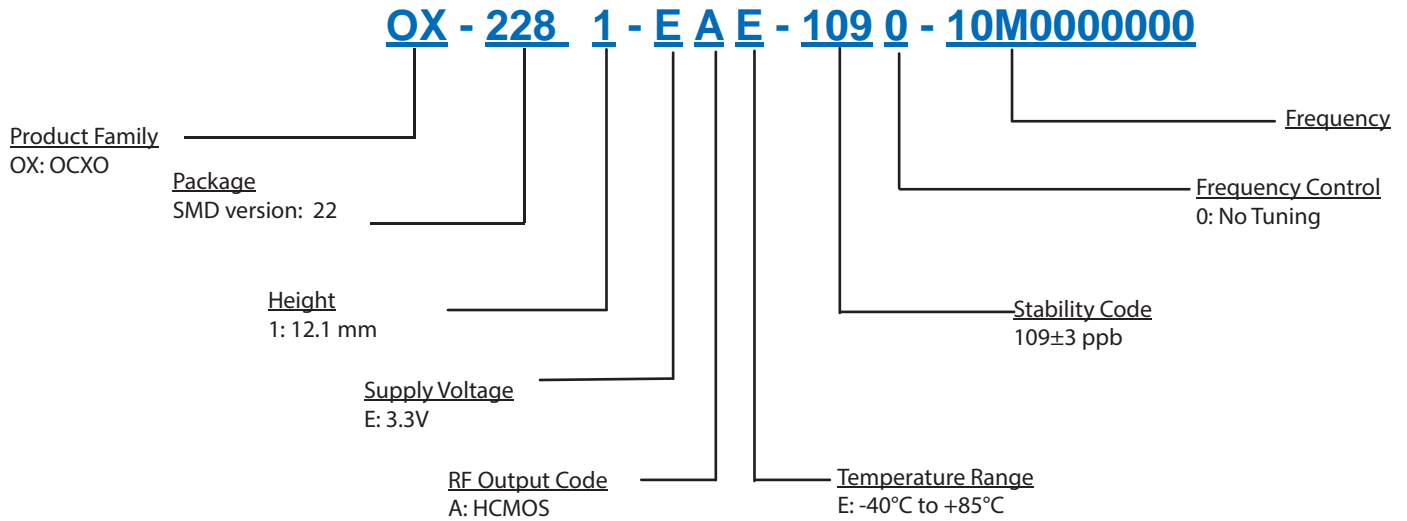 OX - 228 1 - E A E - 109 0 - 10M0000000
Product Family
OX: OCXO
Package
SMD version: 22
Height
1: 12.1 mm
Supply Voltage
E: 3.3V
RF Output Code
A: HCMOS
Temperature Range
E: -40°C to +85°C
Stability Code
109±3 ppb
Frequency Control
0: No Tuning
Frequency